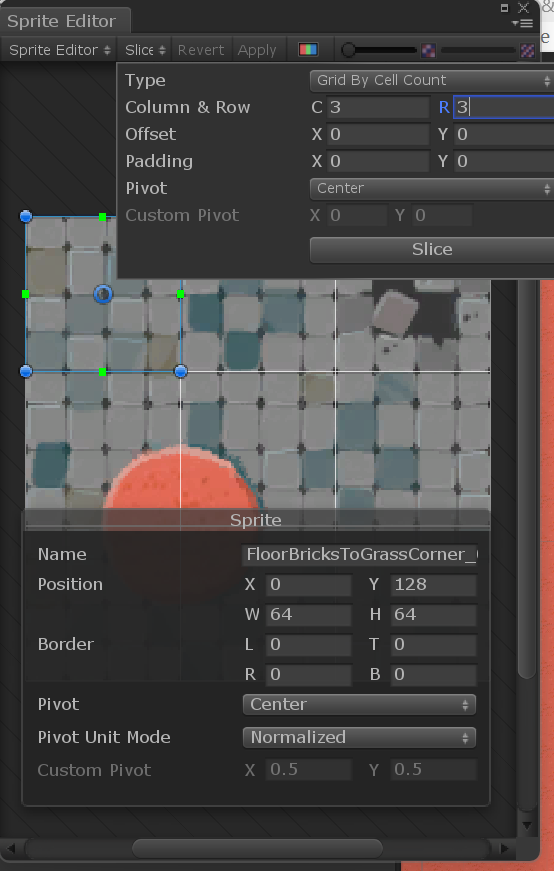 Sprite Editor
Sprite Editor Slice Revert Apply
Type Grid By Cell Count
Column & Row C 3 R 3
Offset X 0 Y 0
Padding X 0 Y 0
Pivot Center
Custom Pivot X 0 Y 0
Slice
Sprite
Name FloorBricksToGrassCorner_
Position X 0 Y 128
W 64 H 64
Border L 0 T 0
R 0 B 0
Pivot Center
Pivot Unit Mode Normalized
Custom Pivot X 0.5 Y 0.5